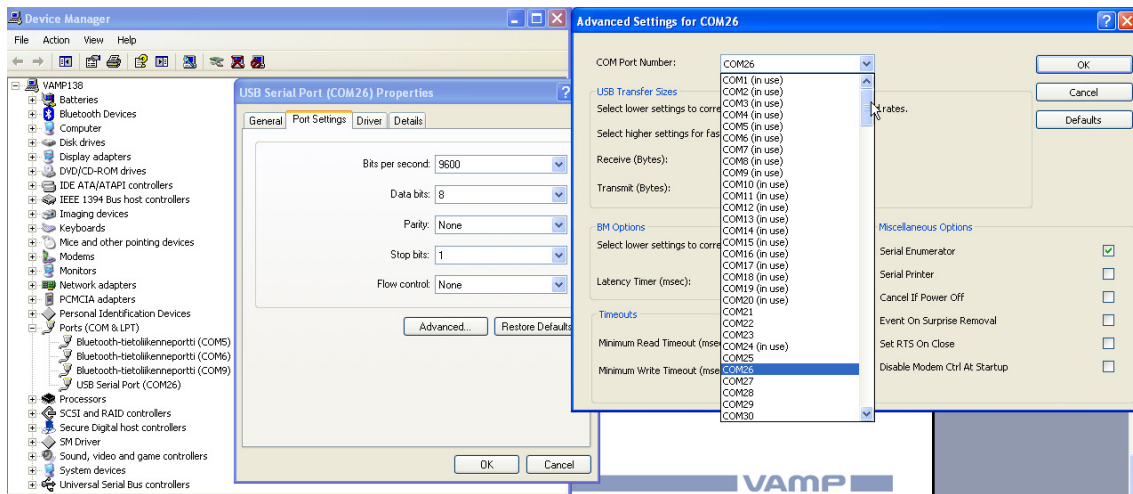 Device Manager
File Action View Help
VAMP138
Batteries
Bluetooth Devices
Computer
Disk drives
Display adapters
DVD/CD-ROM drives
IDE ATA/ATAPI controllers
IEEE 1394 Bus host controllers
Imaging devices
Keyboards
Mice and other pointing devices
Modems
Monitors
Network adapters
PCMCIA adapters
Personal Identification Devices
Ports (COM & LPT)
Bluetooth-tietoliikenneportti (COM5)
Bluetooth-tietoliikenneportti (COM6)
Bluetooth-tietoliikenneportti (COM9)
USB Serial Port (COM26)
Processors
SCSI and RAID controllers
Secure Digital host controllers
SM Driver
Sound, video and game controllers
System devices
Universal Serial Bus controllers
USB Serial Port (COM26) Properties
General Port Settings Driver Details
Bits per second: 9600
Data bits: 8
Parity: None
Stop bits: 1
Flow control: None
Advanced... Restore Defaults
OK Cancel
Advanced Settings for COM26
COM Port Number: COM26
OK
Cancel
Defaults
USB Transfer Sizes
Select lower settings to corre
rates.
Select higher settings for fas
Receive (Bytes):
Transmit (Bytes):
BM Options
Select lower settings to corre
Latency Timer (msec):
Timeouts
Minimum Read Timeout (mse
Minimum Write Timeout (mse
COM1 (in use)
COM2 (in use)
COM3 (in use)
COM4 (in use)
COM5 (in use)
COM6 (in use)
COM7 (in use)
COM8 (in use)
COM9 (in use)
COM10 (in use)
COM11 (in use)
COM12 (in use)
COM13 (in use)
COM14 (in use)
COM15 (in use)
COM16 (in use)
COM17 (in use)
COM18 (in use)
COM19 (in use)
COM20 (in use)
COM21
COM22
COM23
COM24 (in use)
COM25
COM26
COM27
COM28
COM29
COM30
Miscellaneous Options
Serial Enumerator
Serial Printer
Cancel If Power Off
Event On Surprise Removal
Set RTS On Close
Disable Modem Ctrl At Startup
VAMP